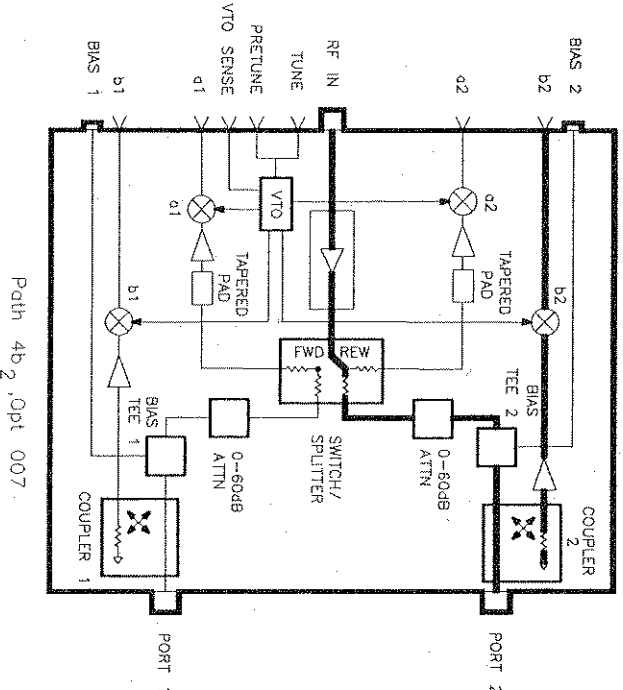 BIAS 1
b1
a1
VTO SENSE
PRETUNE
TUNE
RF IN
a2
b2
BIAS 2
a1
VTO
a2
TAPERED
PAD
TAPERED
PAD
b1
b2
FWD
REW
SWITCH/
SPLITTER
0-60dB
ATTN
0-60dB
ATTN
BIAS
TEE 1
BIAS
TEE 2
COUPLER
1
COUPLER
2
PORT
PORT 2
Path 4b2, Opt 007